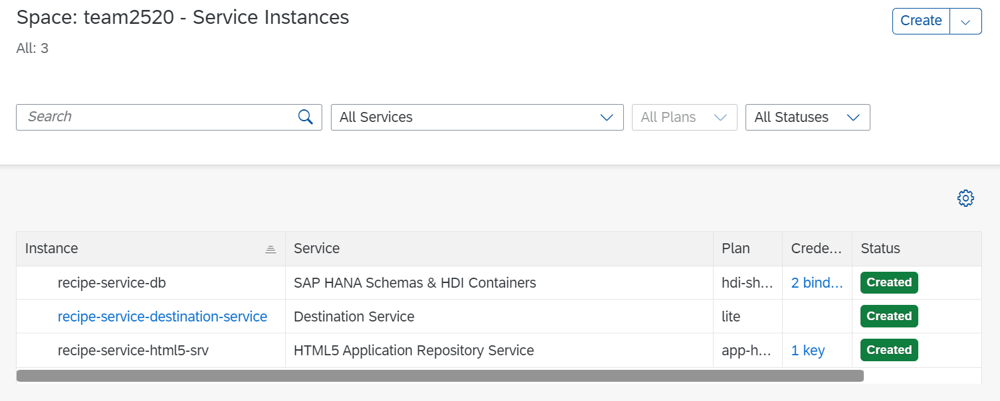 Space: team2520 - Service Instances
Create
All: 3
Search
All Services
All Plans
All Statuses
Instance Service Plan Crede... Status
recipe-service-db SAP HANA Schemas & HDI Containers hdi-sh... 2 bind... Created
recipe-service-destination-service Destination Service lite Created
recipe-service-html5-srv HTML5 Application Repository Service app-h... 1 key Created